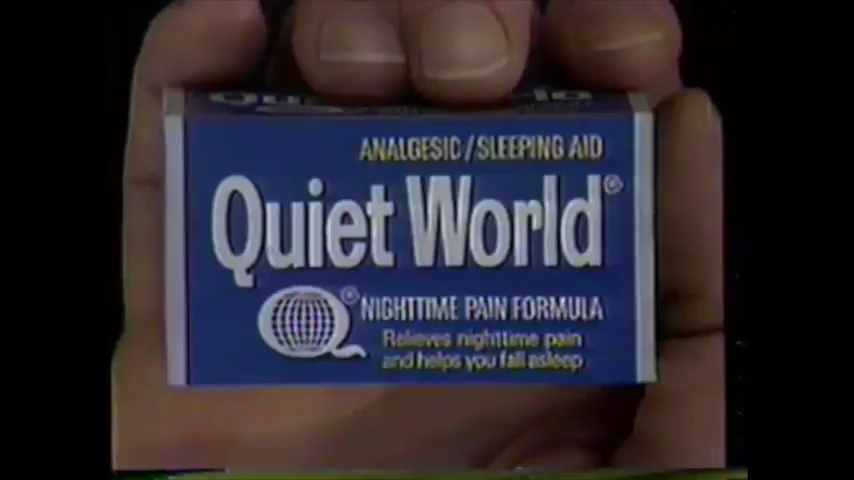 ANALGESIC/SLEEPING AID
Quiet World®
® NIGHTTIME PAIN FORMULA
Relieves nighttime pain
and helps you fall asleep